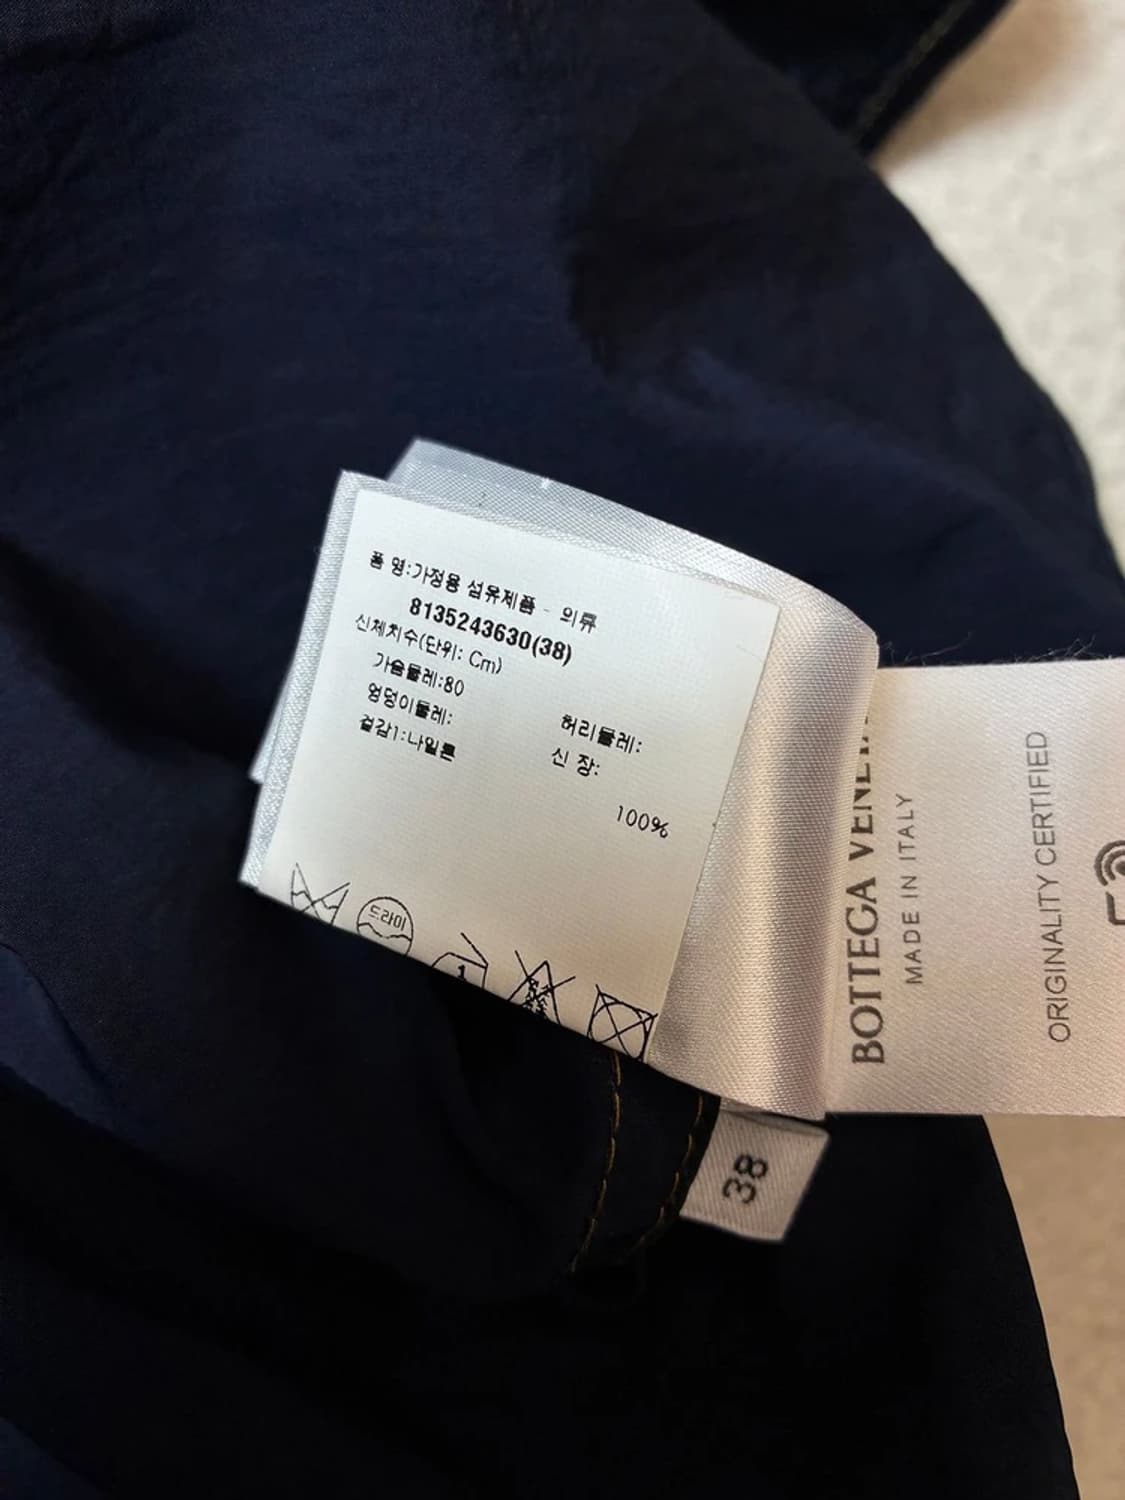 품 명:가정용 섬유제품 - 의류
8135243630(38)
신체치수(단위: Cm)
가슴둘레:80
엉덩이둘레: 허리둘레:
겉감1:나일론 신 장:
100%
드라이
BOTTEGA VENETA
MADE IN ITALY
ORIGINALITY CERTIFIED
38